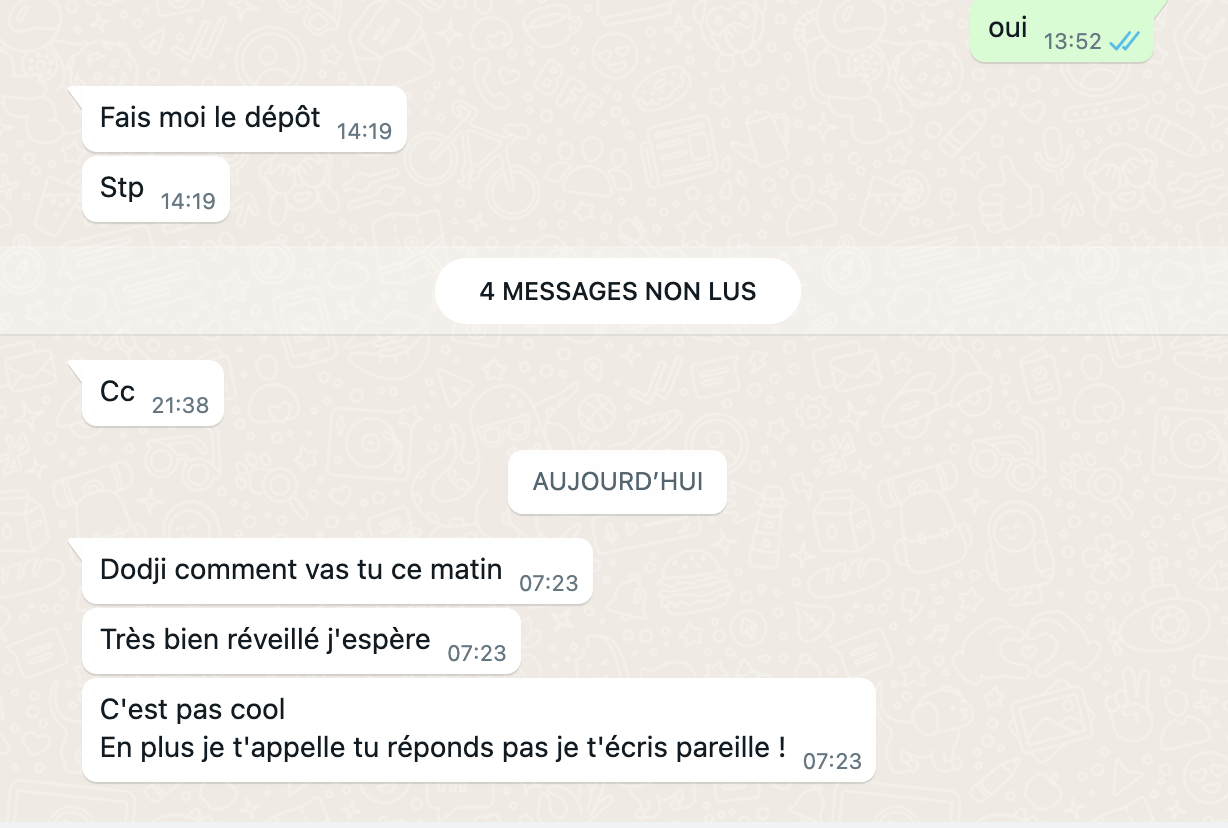 oui 13:52
Fais moi le dépôt 14:19
Stp 14:19
4 MESSAGES NON LUS
Cc 21:38
AUJOURD’HUI
Dodji comment vas tu ce matin 07:23
Très bien réveillé j'espère 07:23
C'est pas cool
En plus je t'appelle tu réponds pas je t'écris pareille ! 07:23